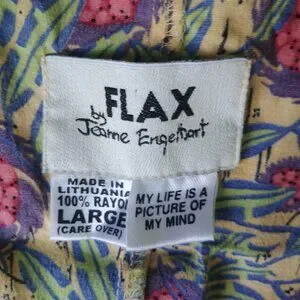 FLAX
by
Jeanne Engelhart
MADE IN
LITHUANIA
100% RAYON
LARGE
(CARE OVER)
MY LIFE IS A
PICTURE OF
MY MIND